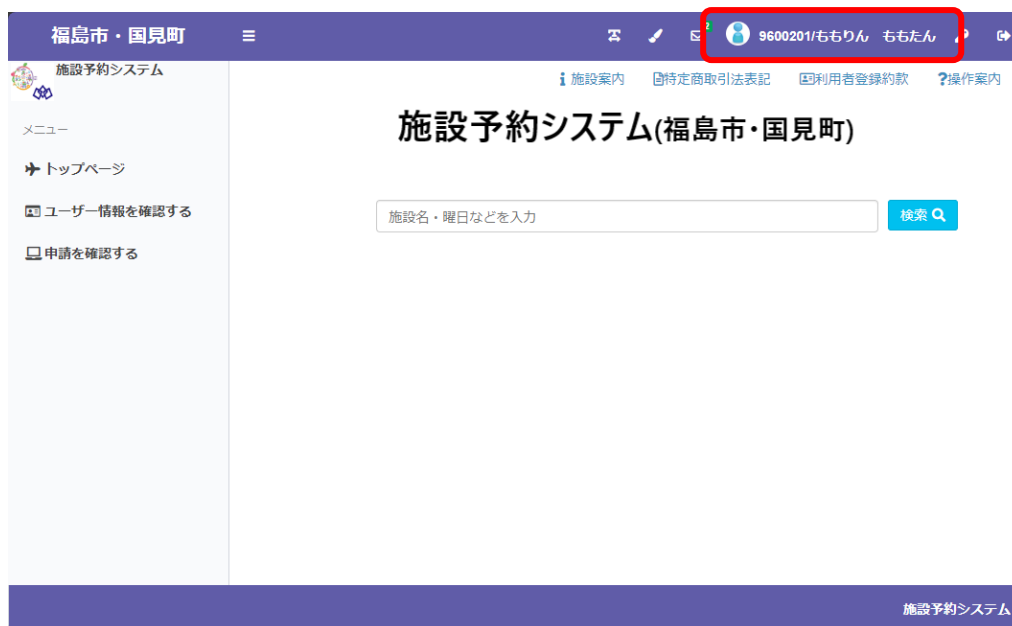 福島市・国見町
2
9600201/ももりん ももたん
施設予約システム
施設案内 特定商取引法表記 利用者登録約款 ?操作案内
メニュー
施設予約システム(福島市・国見町)
トップページ
ユーザー情報を確認する
施設名・曜日などを入力 検索
申請を確認する
施設予約システム